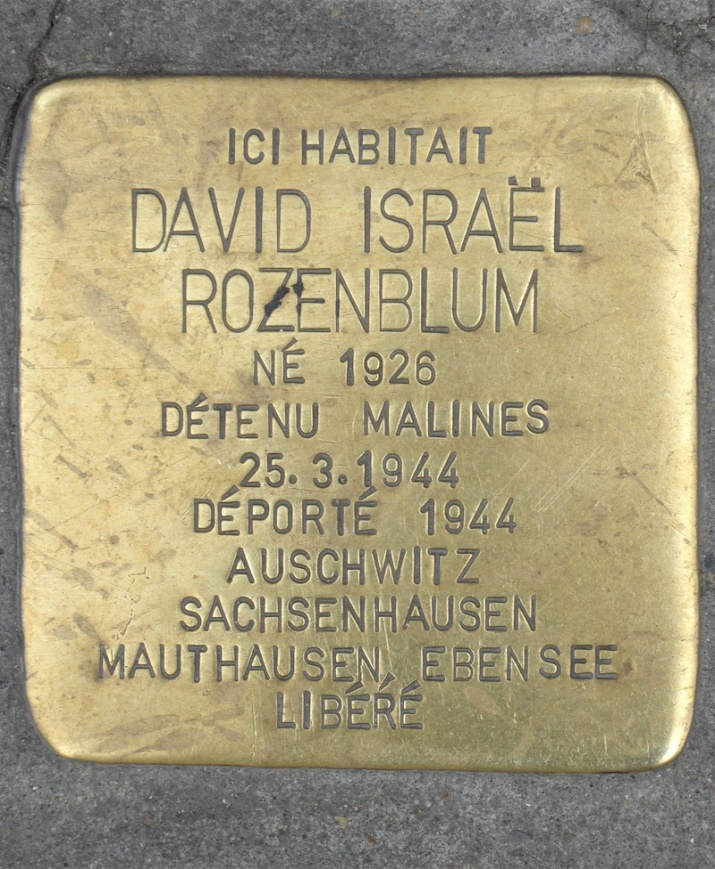 ICI HABITAIT
DAVID ISRAËL
ROZENBLUM
NÉ 1926
DÉTENU MALINES
25.3.1944
DÉPORTÉ 1944
AUSCHWITZ
SACHSENHAUSEN
MAUTHAUSEN, EBENSEE
LIBÉRÉ